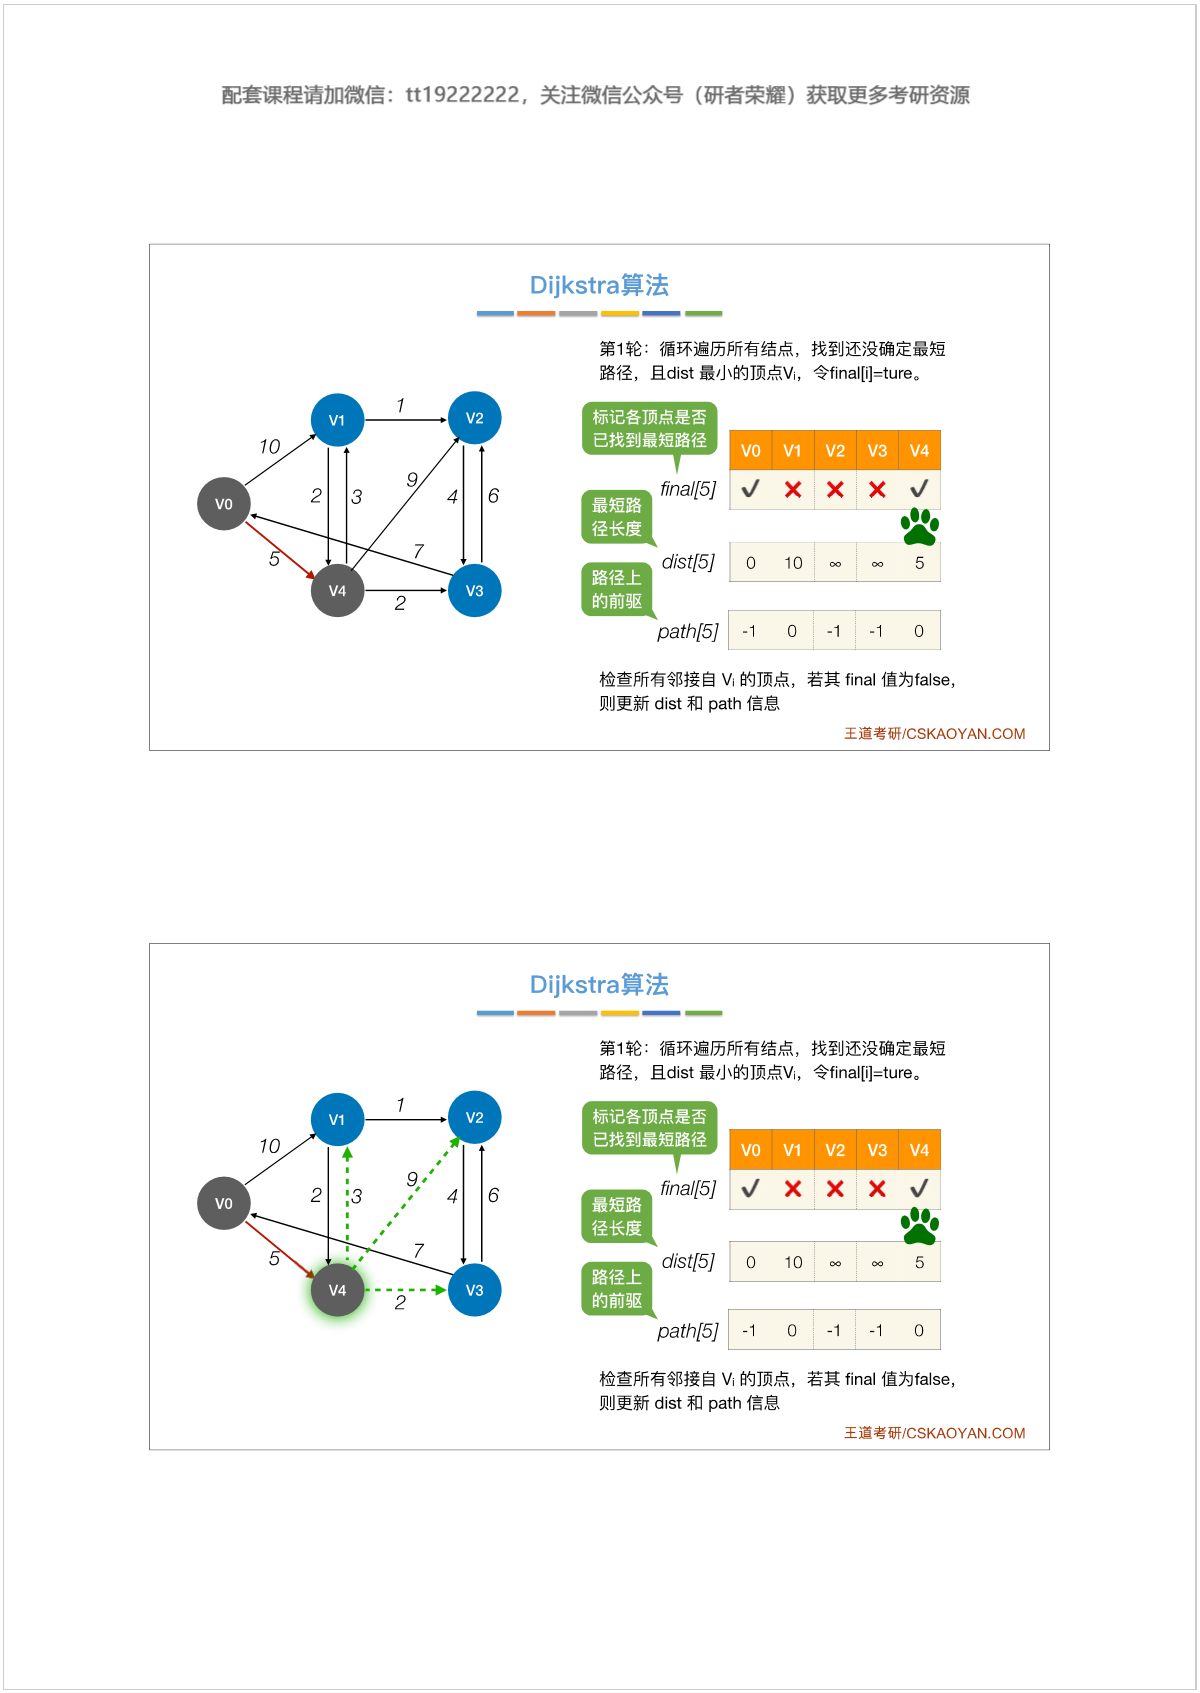 配套课程请加微信：tt19222222，关注微信公众号（研者荣耀）获取更多考研资源
Dijkstra算法
第1轮：循环遍历所有结点，找到还没确定最短
路径，且dist 最小的顶点Vᵢ，令final[i]=ture。
标记各顶点是否
已找到最短路径
V0 V1 V2 V3 V4
final[5] ✓ ✗ ✗ ✗ ✓
最短路
径长度
dist[5] 0 10 ∞ ∞ 5
路径上
的前驱
path[5] -1 0 -1 -1 0
检查所有邻接自 Vᵢ 的顶点，若其 final 值为false，
则更新 dist 和 path 信息
V1 1 V2
10
9
2 3 4 6
V0
7
5
V4 2 V3
王道考研/CSKAOYAN.COM
Dijkstra算法
第1轮：循环遍历所有结点，找到还没确定最短
路径，且dist 最小的顶点Vᵢ，令final[i]=ture。
标记各顶点是否
已找到最短路径
V0 V1 V2 V3 V4
final[5] ✓ ✗ ✗ ✗ ✓
最短路
径长度
dist[5] 0 10 ∞ ∞ 5
路径上
的前驱
path[5] -1 0 -1 -1 0
检查所有邻接自 Vᵢ 的顶点，若其 final 值为false，
则更新 dist 和 path 信息
V1 1 V2
10
9
2 3 4 6
V0
7
5
V4 2 V3
王道考研/CSKAOYAN.COM